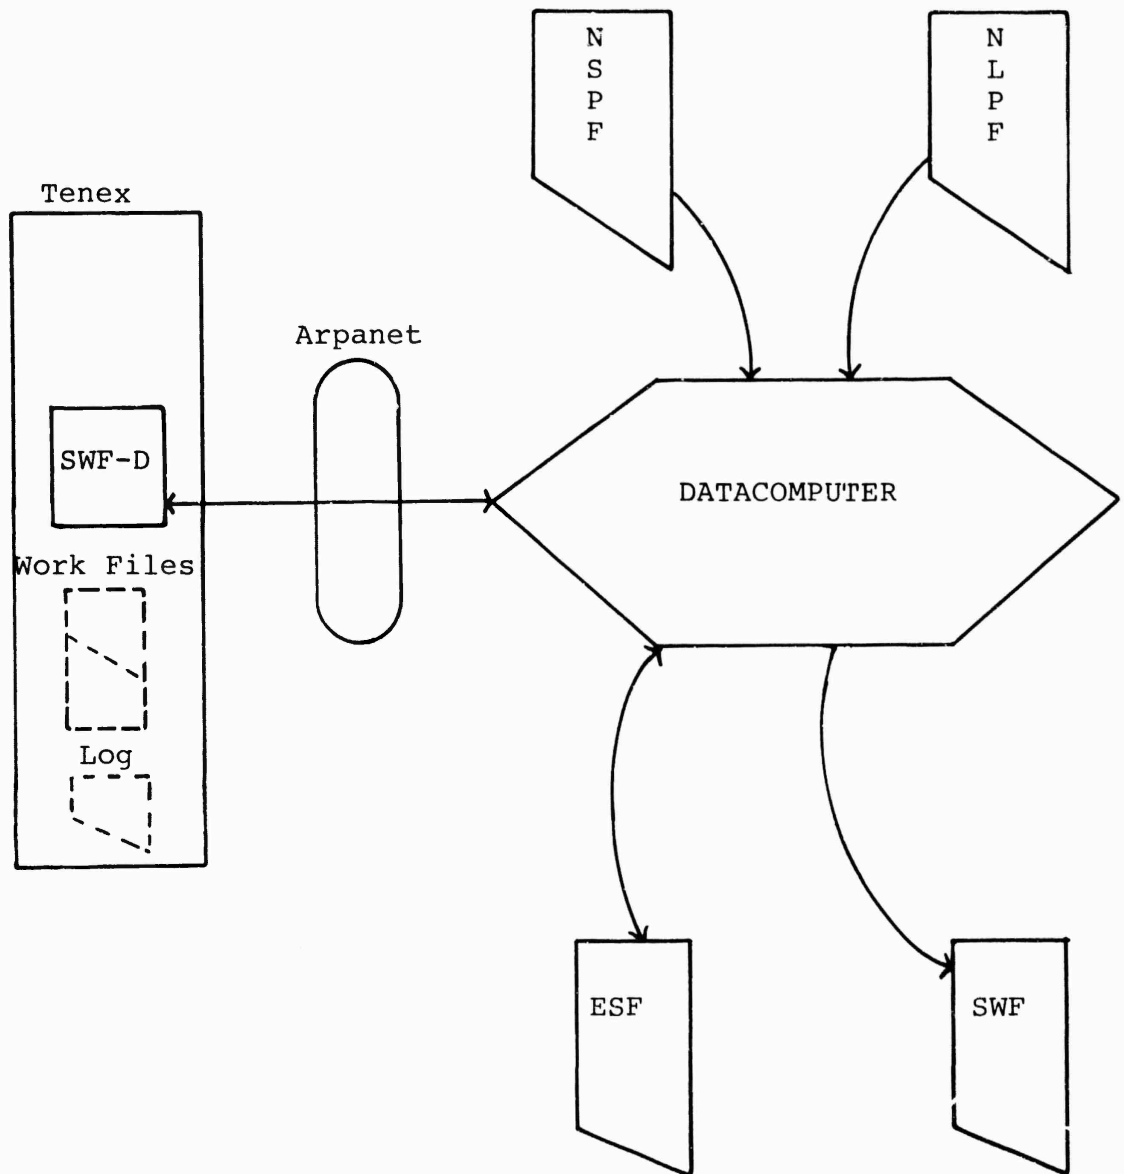 N
S
P
F
N
L
P
F
Tenex
Arpanet
SWF-D
DATACOMPUTER
Work Files
Log
ESF
SWF